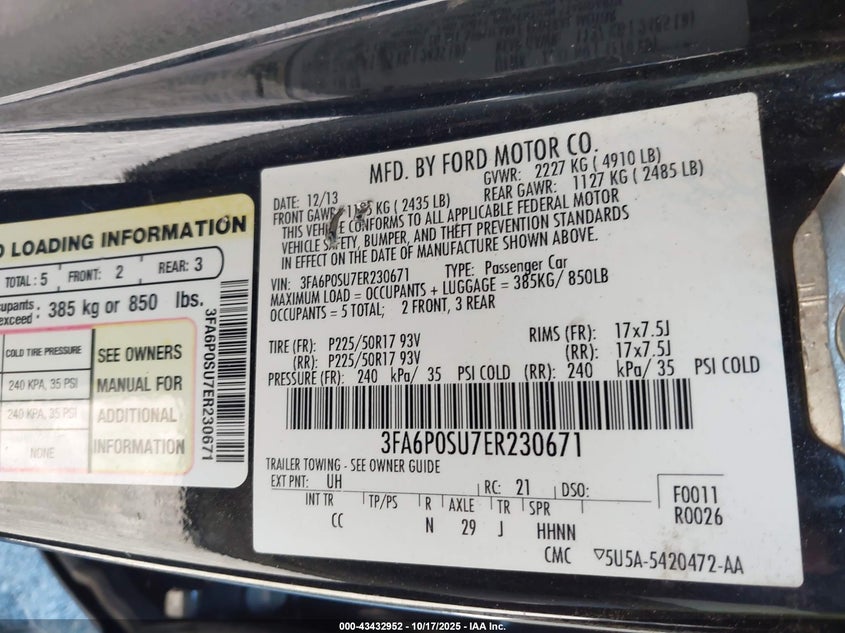 D LOADING INFORMATION
TOTAL : 5 FRONT: 2 REAR: 3
upants
exceed : 385 kg or 850 lbs.
COLD TIRE PRESSURE
240 KPA, 35 PSI
240 KPA, 35 PSI
NONE
SEE OWNERS
MANUAL FOR
ADDITIONAL
INFORMATION
3FA6P0SU7ER230671
MFD. BY FORD MOTOR CO.
DATE: 12/13 GVWR: 2227 KG ( 4910 LB)
FRONT GAWR: KG ( 2435 LB) REAR GAWR: 1127 KG ( 2485 LB)
THIS VEHICLE CONFORMS TO ALL APPLICABLE FEDERAL MOTOR
VEHICLE SAFETY, BUMPER, AND THEFT PREVENTION STANDARDS
IN EFFECT ON THE DATE OF MANUFACTURE SHOWN ABOVE.
VIN: 3FA6P0SU7ER230671 TYPE: Passenger Car
MAXIMUM LOAD = OCCUPANTS + LUGGAGE = 385KG/ 850LB
OCCUPANTS = 5 TOTAL; 2 FRONT, 3 REAR
TIRE (FR): P225/50R17 93V RIMS (FR): 17x7.5J
(RR): P225/50R17 93V (RR): 17x7.5J
PRESSURE (FR): 240 kPa/ 35 PSI COLD (RR): 240 kPa/ 35 PSI COLD
3FA6P0SU7ER230671
TRAILER TOWING - SEE OWNER GUIDE
EXT PNT: UH RC: 21 DSO:
INT TR TP/PS R AXLE TR SPR
CC N 29 J HHNN
F0011
R0026
CMC ▽5U5A-5420472-AA
000-43432952 | 10/17/2025 | IAA Inc.